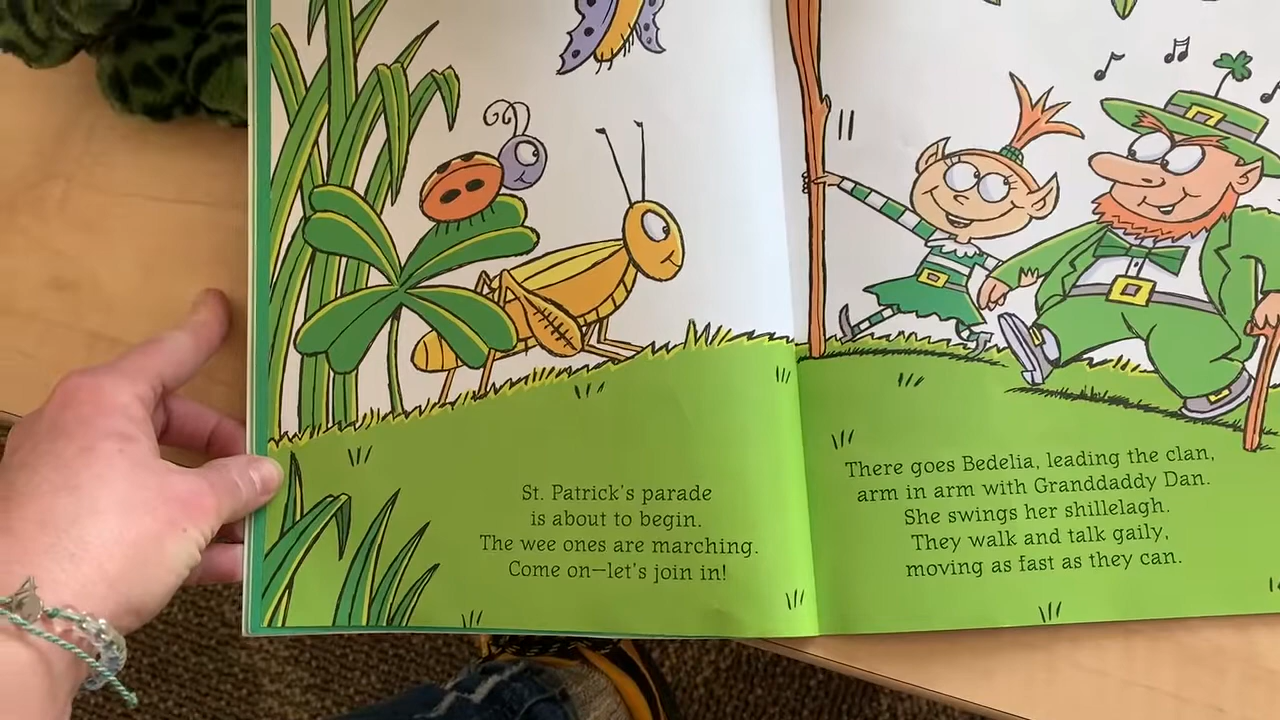 St. Patrick's parade
is about to begin.
The wee ones are marching.
Come on—let's join in!
There goes Bedelia, leading the clan,
arm in arm with Granddaddy Dan.
She swings her shillelagh.
They walk and talk gaily,
moving as fast as they can.